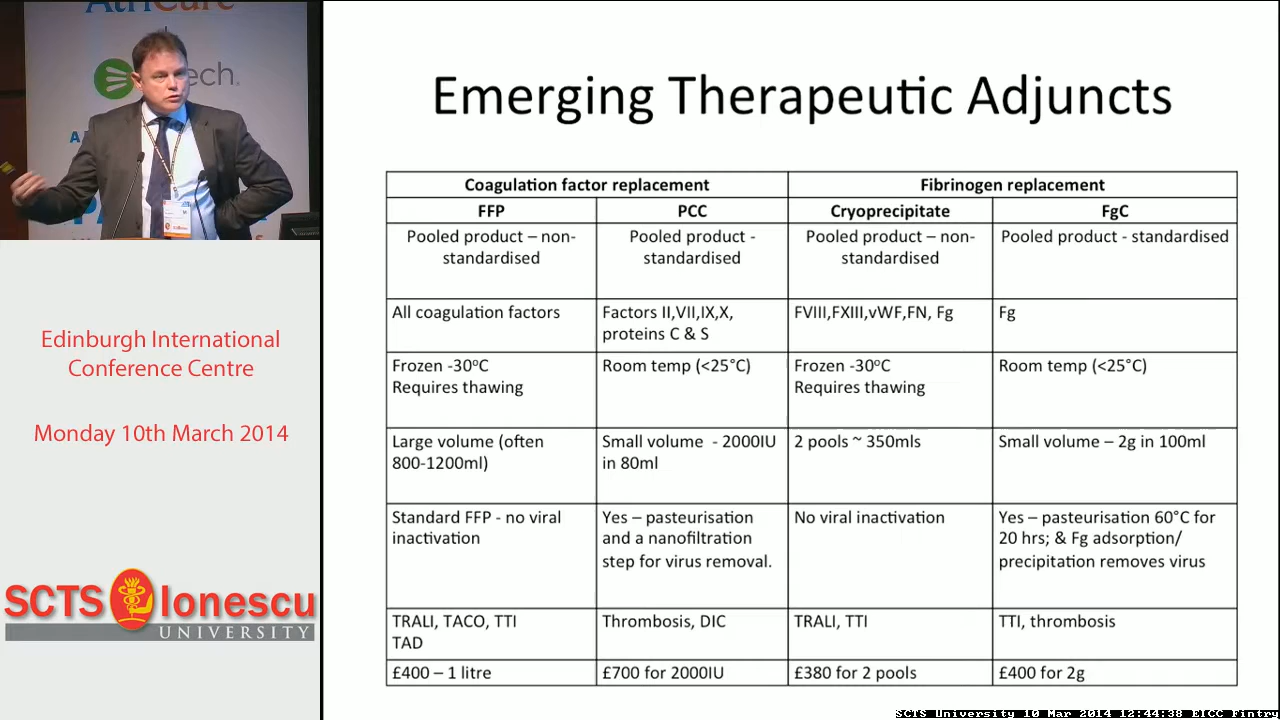 AtriCure
tech
Emerging Therapeutic Adjuncts
Coagulation factor replacement
Fibrinogen replacement
FFP
PCC
Cryoprecipitate
FgC
Pooled product – non-
standardised
Pooled product -
standardised
Pooled product – non-
standardised
Pooled product - standardised
All coagulation factors
Factors II,VII,IX,X,
proteins C & S
FVIII,FXIII,vWF,FN, Fg
Fg
Frozen -30°C
Requires thawing
Room temp (<25°C)
Frozen -30°C
Requires thawing
Room temp (<25°C)
Large volume (often
800-1200ml)
Small volume - 2000IU
in 80ml
2 pools ~ 350mls
Small volume – 2g in 100ml
Standard FFP - no viral
inactivation
Yes – pasteurisation
and a nanofiltration
step for virus removal.
No viral inactivation
Yes – pasteurisation 60°C for
20 hrs; & Fg adsorption/
precipitation removes virus
TRALI, TACO, TTI
TAD
Thrombosis, DIC
TRALI, TTI
TTI, thrombosis
£400 – 1 litre
£700 for 2000IU
£380 for 2 pools
£400 for 2g
Edinburgh International
Conference Centre
Monday 10th March 2014
SCTS Ionescu
UNIVERSITY
SCTS University 10 Mar 2014 12:44:38 EICC Fintry